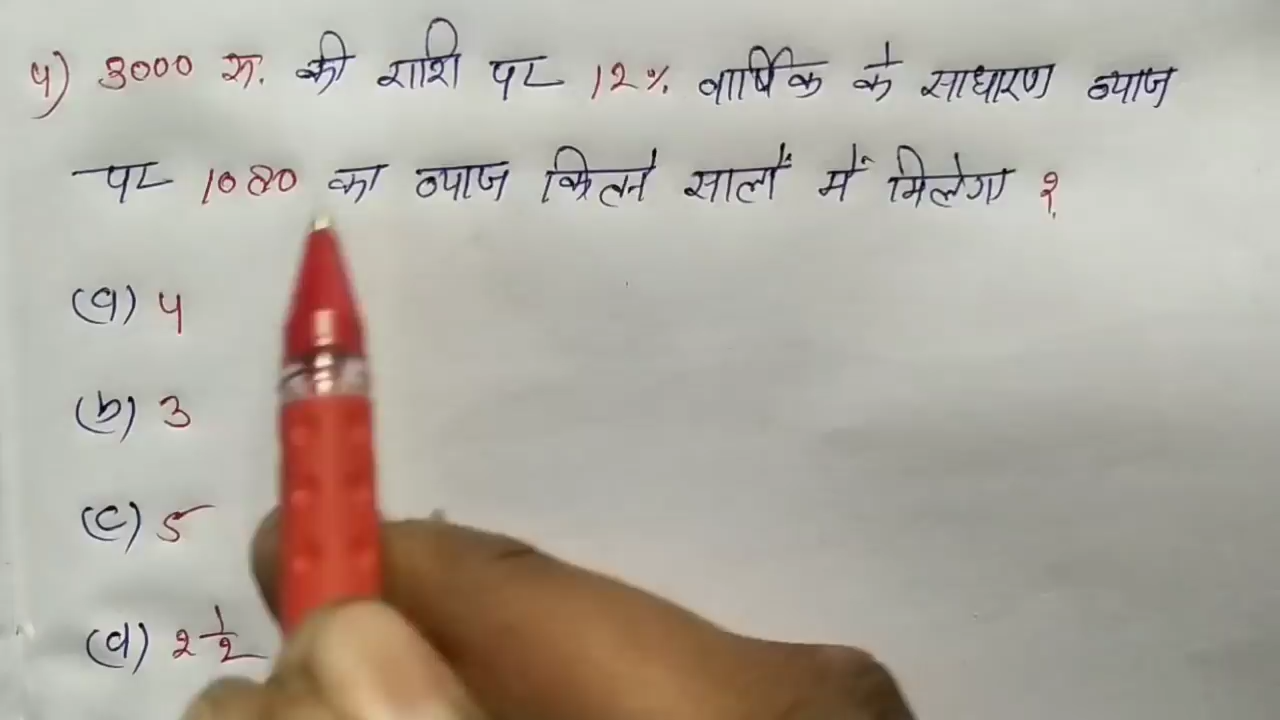 4) 3000 रु. की राशि पर 12% वार्षिक के साधारण ब्याज
पर 1080 का ब्याज कितने सालों में मिलेगा ?
(a) 4
(b) 3
(c) 5
(d) 2 1/2